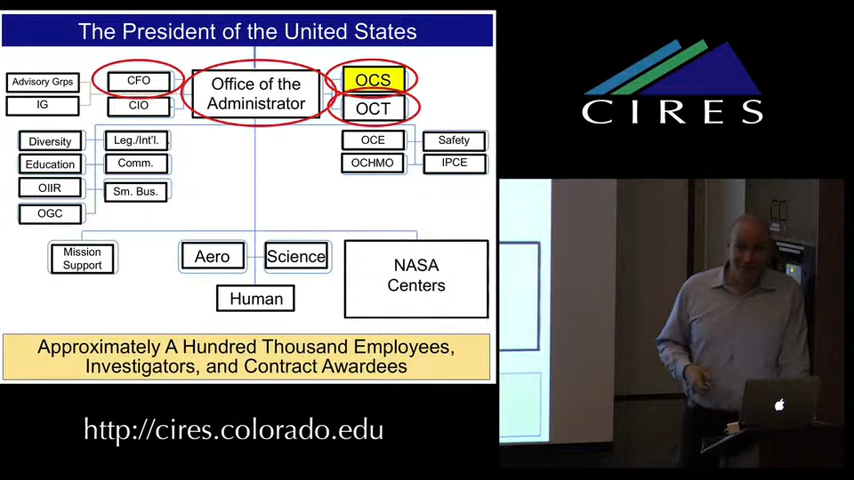 The President of the United States
Advisory Grps
CFO
Office of the
Administrator
OCS
IG
CIO
OCT
Diversity
Leg./Int'l.
OCE
Safety
Education
Comm.
OCHMO
IPCE
OIIR
Sm. Bus.
OGC
Mission
Support
Aero
Science
NASA
Centers
Human
Approximately A Hundred Thousand Employees,
Investigators, and Contract Awardees
http://cires.colorado.edu
CIRES